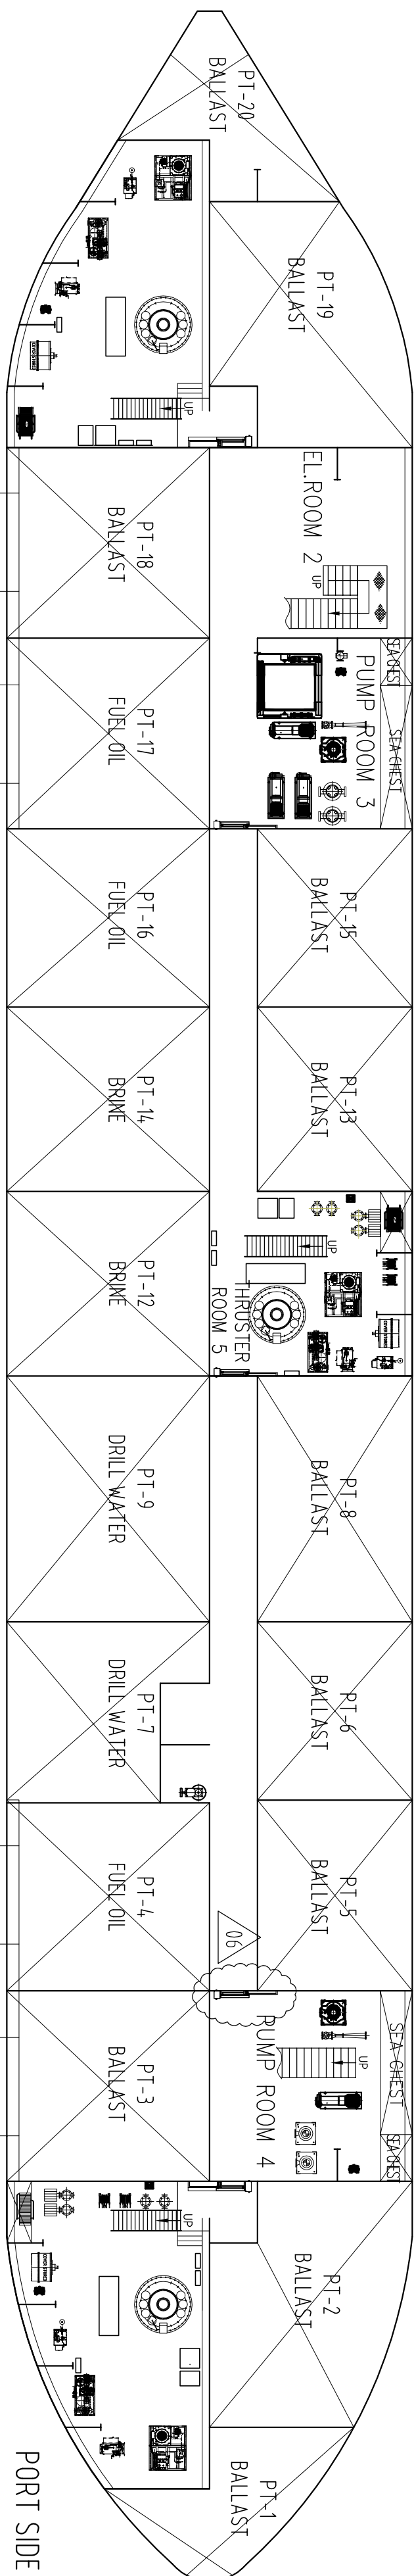 PT-20
BALLAST
PT-19
BALLAST
UP
EL.ROOM 2
UP
PT-18
BALLAST
SEA CHEST
SEA CHEST
PUMP ROOM 3
PT-17
FUEL OIL
PT-15
BALLAST
PT-16
FUEL OIL
PT-13
BALLAST
PT-14
BRINE
UP
THRUSTER
ROOM 5
PT-12
BRINE
PT-8
BALLAST
PT-9
DRILL WATER
PT-6
BALLAST
PT-7
DRILL WATER
PT-5
BALLAST
06
PT-4
FUEL OIL
SEA CHEST
SEA CHEST
UP
PUMP ROOM 4
PT-3
BALLAST
PT-2
BALLAST
UP
PT-1
BALLAST
PORT SIDE